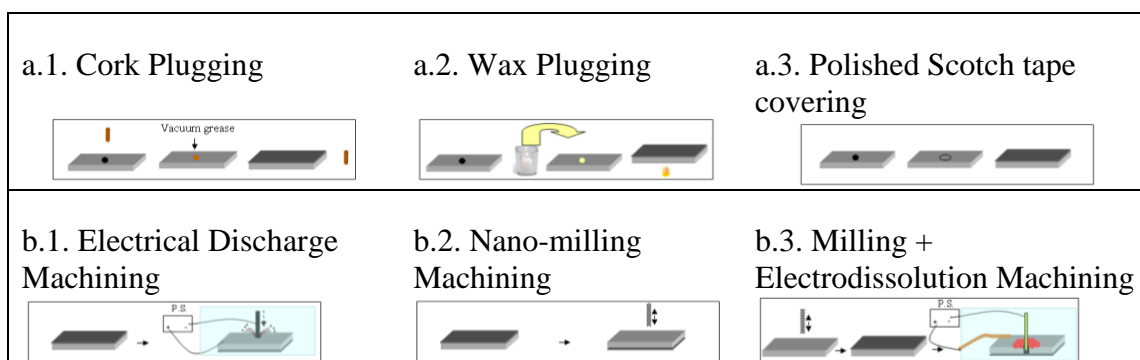 a.1. Cork Plugging
Vacuum grease
a.2. Wax Plugging
a.3. Polished Scotch tape
covering
b.1. Electrical Discharge
Machining
P.S.
b.2. Nano-milling
Machining
b.3. Milling +
Electrodissolution Machining
P.S.